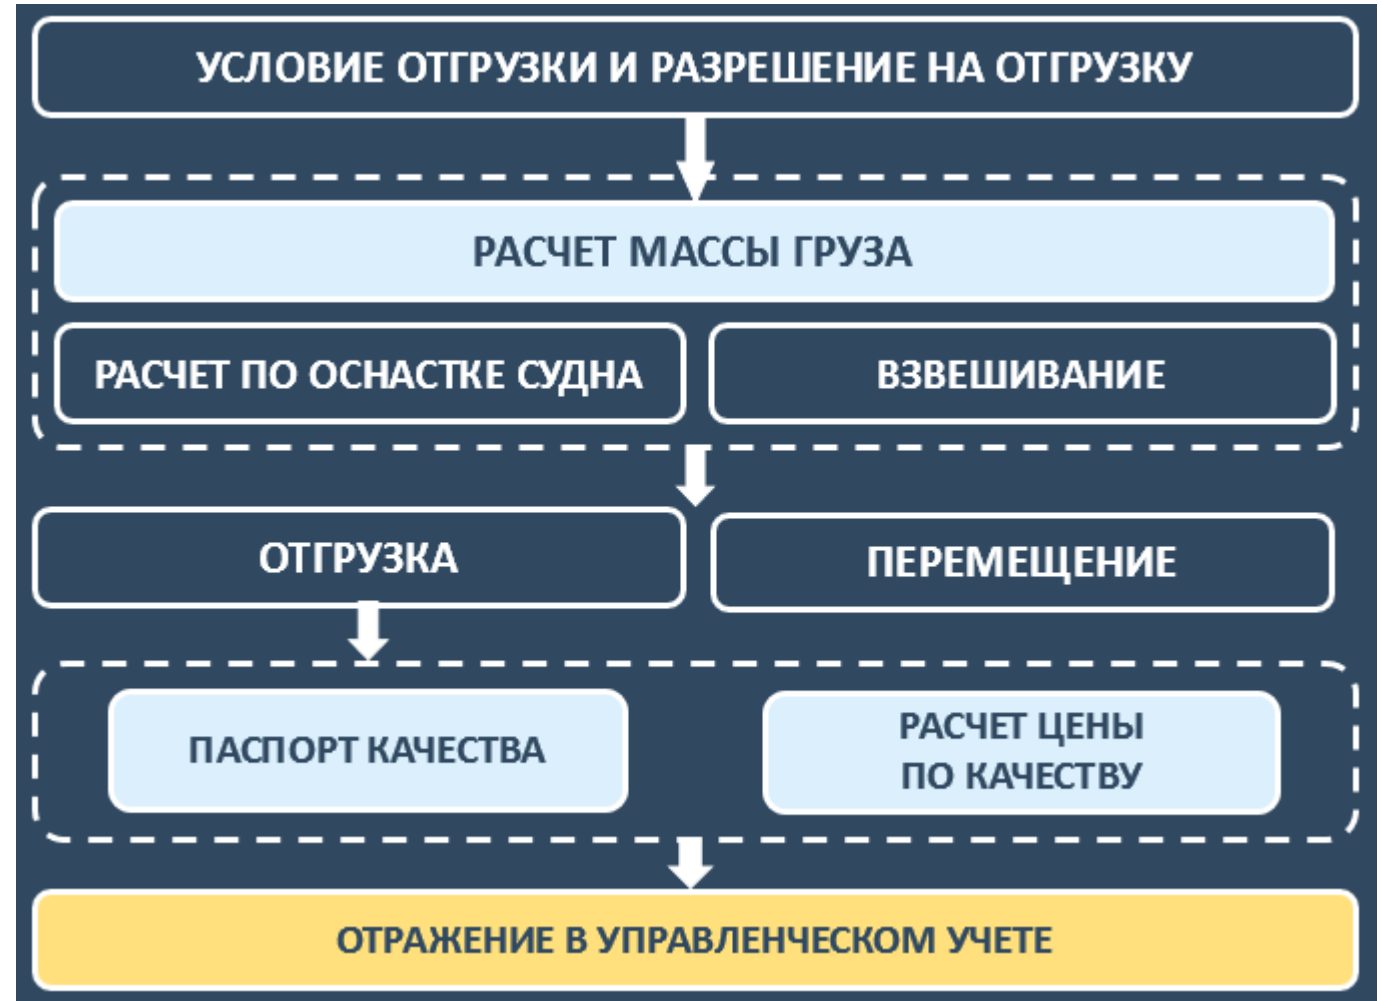 УСЛОВИЕ ОТГРУЗКИ И РАЗРЕШЕНИЕ НА ОТГРУЗКУ
РАСЧЕТ МАССЫ ГРУЗА
РАСЧЕТ ПО ОСНАСТКЕ СУДНА
ВЗВЕШИВАНИЕ
ОТГРУЗКА
ПЕРЕМЕЩЕНИЕ
ПАСПОРТ КАЧЕСТВА
РАСЧЕТ ЦЕНЫ
ПО КАЧЕСТВУ
ОТРАЖЕНИЕ В УПРАВЛЕНЧЕСКОМ УЧЕТЕ